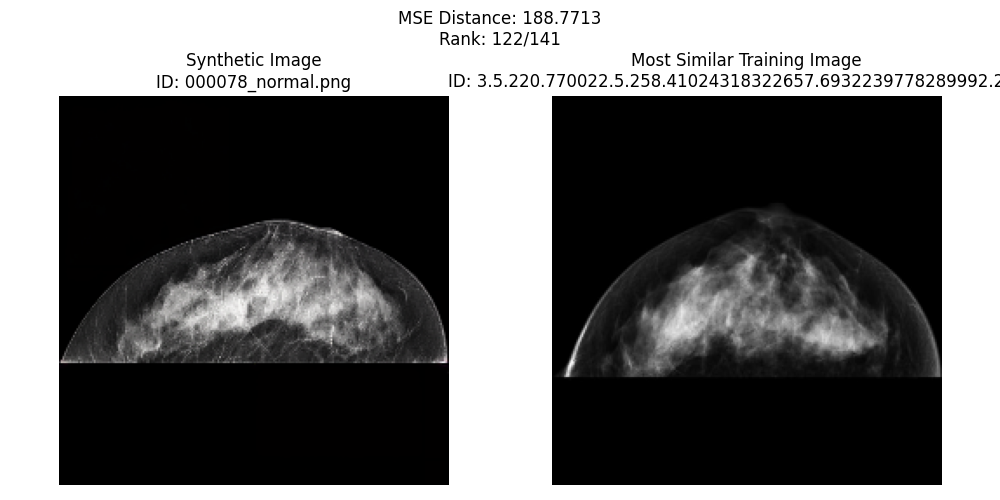 MSE Distance: 188.7713
Rank: 122/141
Synthetic Image
ID: 000078_normal.png
Most Similar Training Image
ID: 3.5.220.770022.5.258.41024318322657.6932239778289992.2